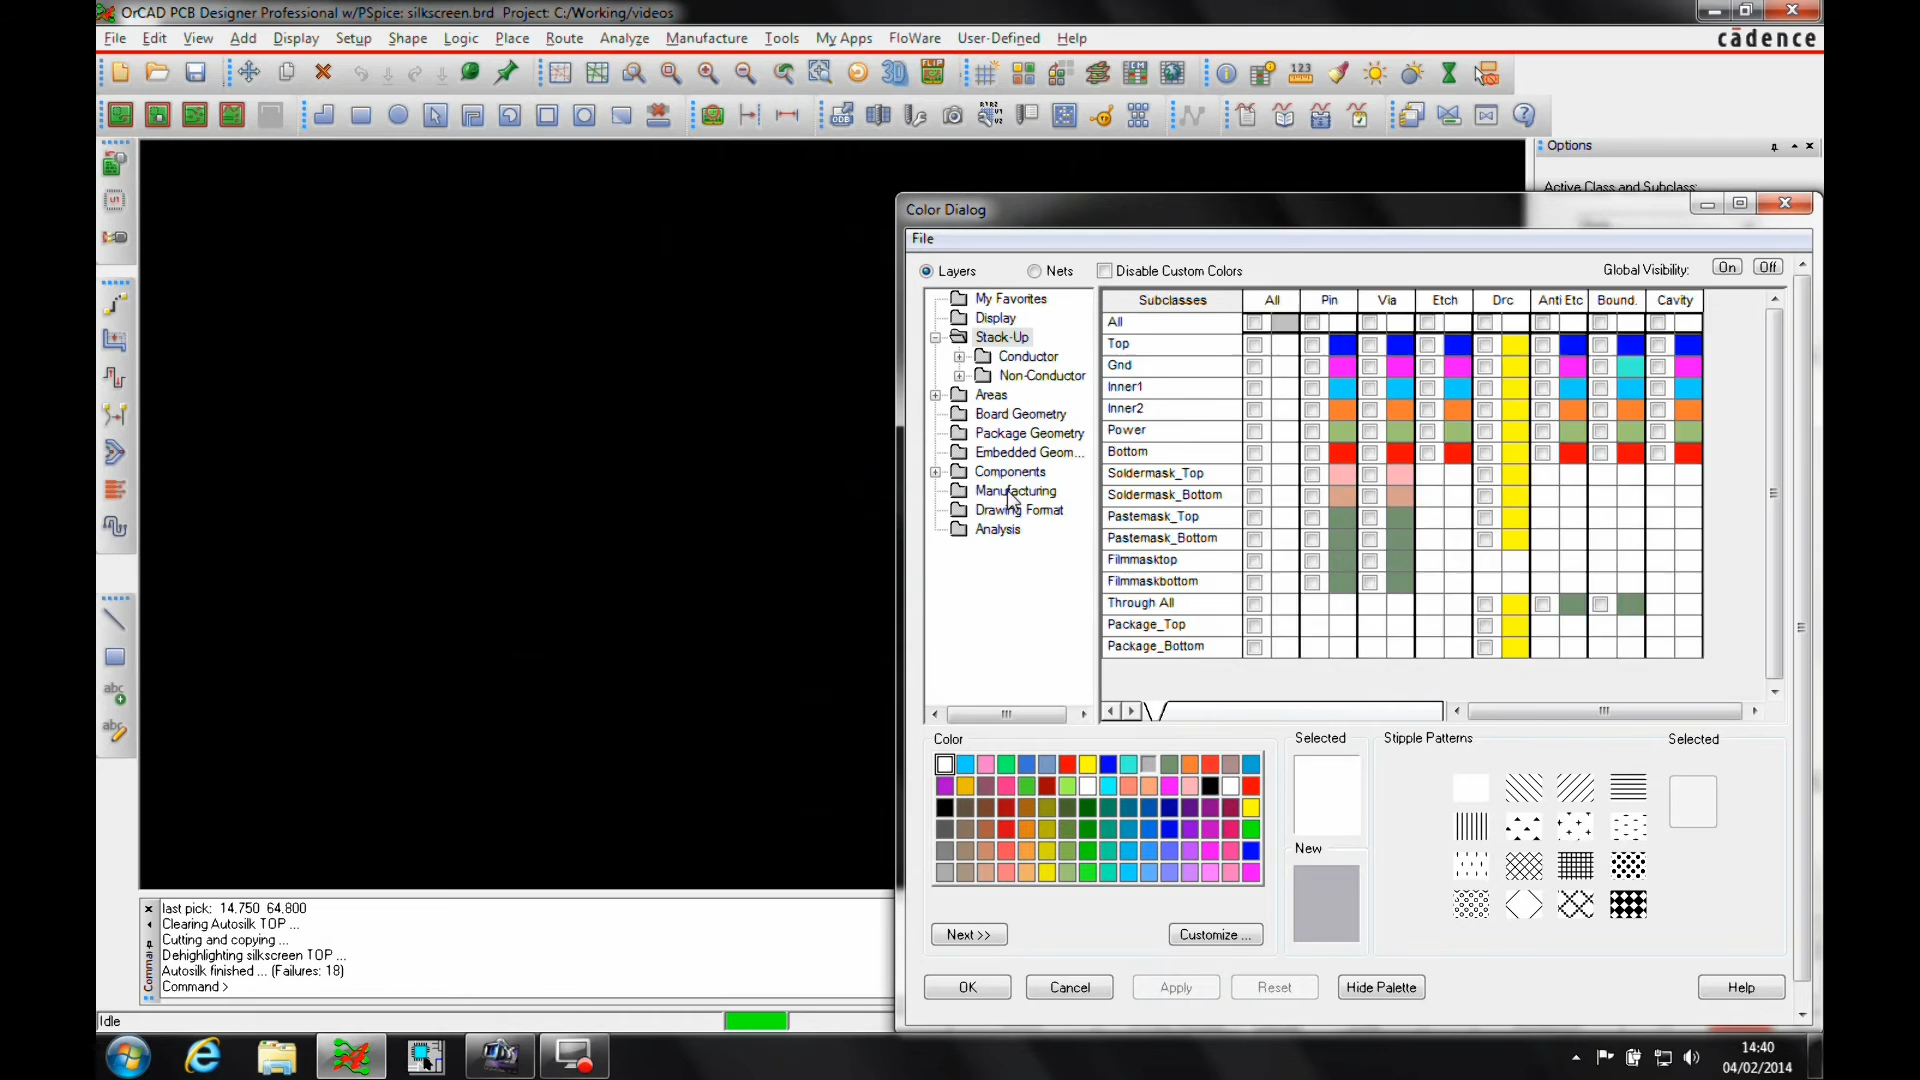 OrCAD PCB Designer Professional w/PSpice: silkscreen.brd Project: C:/Working/videos
File Edit View Add Display Setup Shape Logic Place Route Analyze Manufacture Tools My Apps FloWare User-Defined Help
cādence
Options
Active Class and Subclass:
Color Dialog
File
Layers Nets Disable Custom Colors Global Visibility: On Off
My Favorites
Display
Stack-Up
Conductor
Non-Conductor
Areas
Board Geometry
Package Geometry
Embedded Geom...
Components
Manufacturing
Drawing Format
Analysis
Subclasses All Pin Via Etch Drc Anti Etc Bound. Cavity
All
Top
Gnd
Inner1
Inner2
Power
Bottom
Soldermask_Top
Soldermask_Bottom
Pastemask_Top
Pastemask_Bottom
Filmmasktop
Filmmaskbottom
Through All
Package_Top
Package_Bottom
Color Selected Stipple Patterns Selected
New
Next >> Customize ...
OK Cancel Apply Reset Hide Palette Help
last pick: 14.750 64.800
Clearing Autosilk TOP ...
Cutting and copying ...
Dehighlighting silkscreen TOP ...
Autosilk finished ... (Failures: 18)
Command >
Idle
14:40
04/02/2014